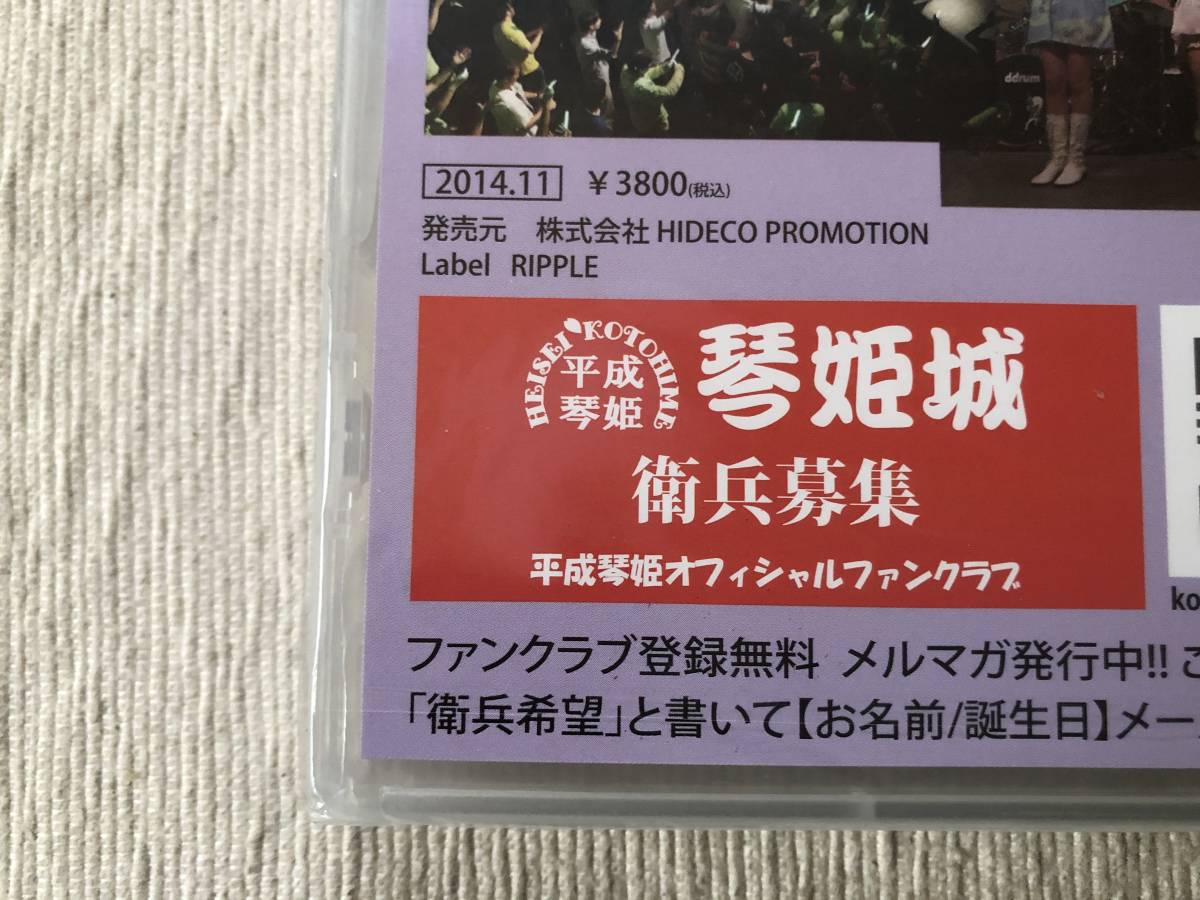 ddrum
2014.11 ¥3800(税込)
発売元 株式会社 HIDECO PROMOTION
Label RIPPLE
HEISEI KOTOHIME
平成
琴姫
琴姫城
衛兵募集
平成琴姫オフィシャルファンクラブ
ko
ファンクラブ登録無料 メルマガ発行中!! こ
「衛兵希望」と書いて【お名前/誕生日】メー